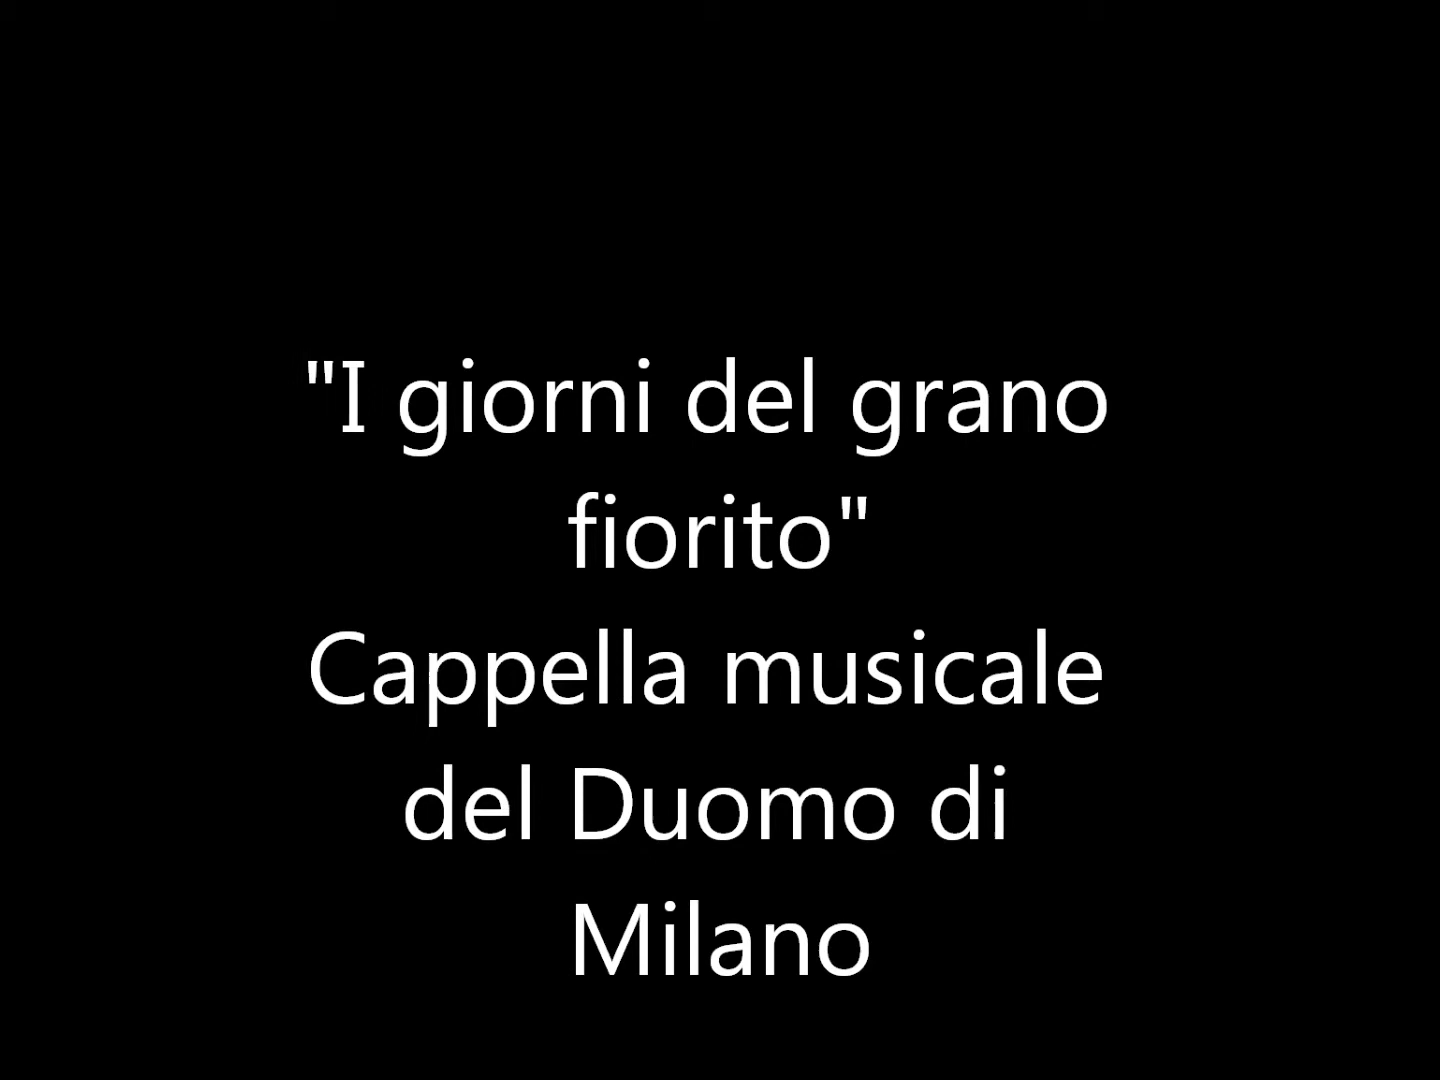 "I giorni del grano
fiorito"
Cappella musicale
del Duomo di
Milano